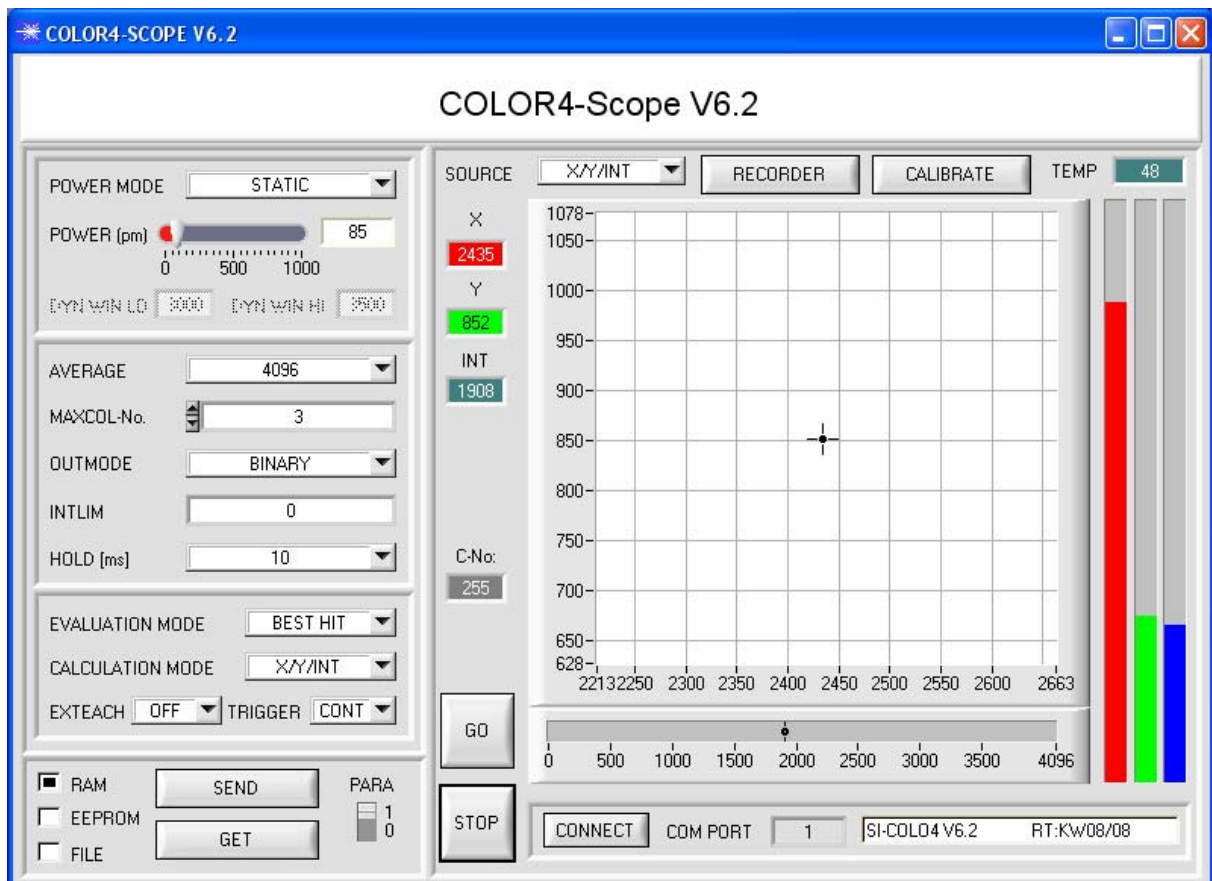 COLOR4-SCOPE V6.2
COLOR4-Scope V6.2
POWER MODE STATIC
POWER (pm) 85
0 500 1000
DYN WIN LO 3000 DYN WIN HI 3500
AVERAGE 4096
MAXCOL-No. 3
OUTMODE BINARY
INTLIM 0
HOLD [ms] 10
EVALUATION MODE BEST HIT
CALCULATION MODE X/Y/INT
EXTEACH OFF TRIGGER CONT
RAM
EEPROM
FILE
SEND
GET
PARA
1
0
SOURCE X/Y/INT RECORDER CALIBRATE TEMP 48
X
2435
Y
852
INT
1908
C-No:
255
GO
STOP
1078
1050
1000
950
900
850
800
750
700
650
628
2213 2250 2300 2350 2400 2450 2500 2550 2600 2663
0 500 1000 1500 2000 2500 3000 3500 4096
CONNECT COM PORT 1 SI-COLO4 V6.2 RT:KW08/08